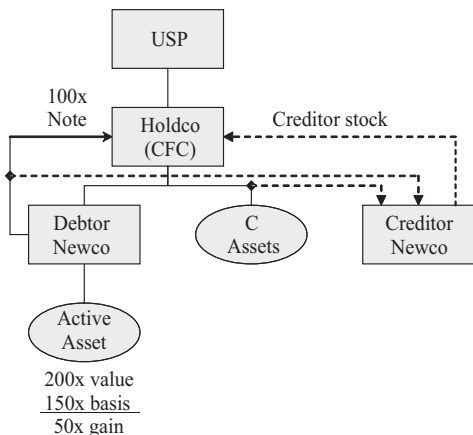 USP
100x
Note
Holdco
(CFC)
Creditor stock
Debtor
Newco
C
Assets
Creditor
Newco
Active
Asset
200x value
150x basis
50x gain